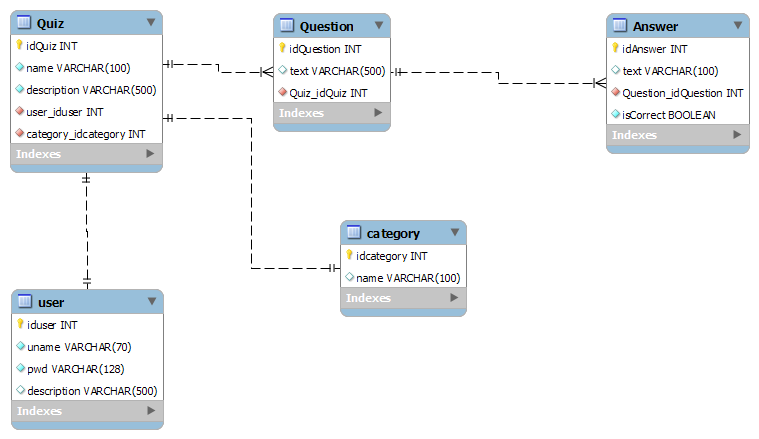 Quiz
idQuiz INT
name VARCHAR(100)
description VARCHAR(500)
user_iduser INT
category_idcategory INT
Indexes
Question
idQuestion INT
text VARCHAR(500)
Quiz_idQuiz INT
Indexes
Answer
idAnswer INT
text VARCHAR(100)
Question_idQuestion INT
isCorrect BOOLEAN
Indexes
category
idcategory INT
name VARCHAR(100)
Indexes
user
iduser INT
uname VARCHAR(70)
pwd VARCHAR(128)
description VARCHAR(500)
Indexes